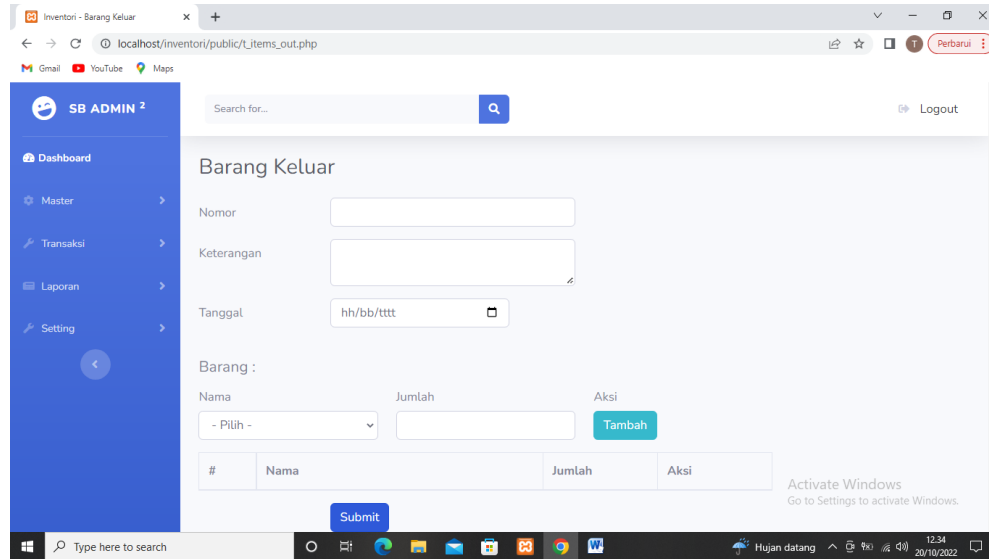 Inventori - Barang Keluar
localhost/inventori/public/t_items_out.php
T
Perbarui
Gmail YouTube Maps
SB ADMIN 2
Search for...
Logout
Dashboard
Master
Transaksi
Laporan
Setting
Barang Keluar
Nomor
Keterangan
Tanggal hh/bb/tttt
Barang :
Nama Jumlah Aksi
- Pilih - Tambah
# Nama Jumlah Aksi
Submit
Activate Windows
Go to Settings to activate Windows.
Type here to search
W
Hujan datang
12.34
20/10/2022